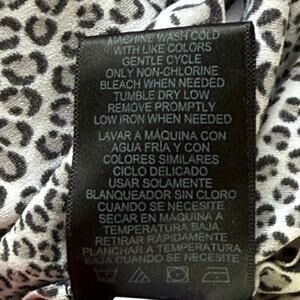 MACHINE WASH COLD
WITH LIKE COLORS
GENTLE CYCLE
ONLY NON-CHLORINE
BLEACH WHEN NEEDED
TUMBLE DRY LOW
REMOVE PROMPTLY
LOW IRON WHEN NEEDED
LAVAR A MÁQUINA CON
AGUA FRÍA Y CON
COLORES SIMILARES
CICLO DELICADO
USAR SOLAMENTE
BLANQUEADOR SIN CLORO
CUANDO SE NECESITE
SECAR EN MÁQUINA A
TEMPERATURA BAJA
RETIRAR RÁPIDAMENTE
PLANCHAR A TEMPERATURA
BAJA CUANDO SE NECESITE